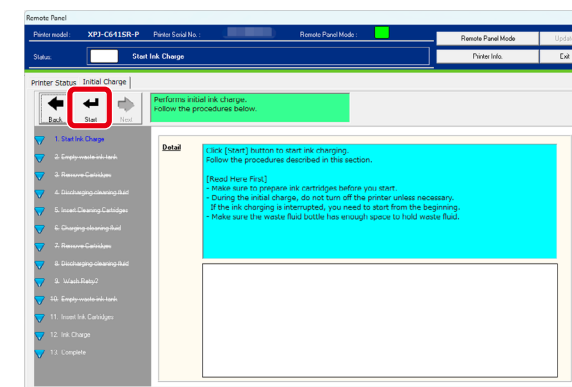 Remote Panel
Printer model : XPJ-C641SR-P Printer Serial No. : Remote Panel Mode :
Remote Panel Mode Updat
Status: Start Ink Charge
Printer Info. Exit
Printer Status Initial Charge
Back Start Next
Performs initial ink charge.
Follow the procedures below.
1. Start Ink Charge
2. Empty waste ink tank
3. Remove Cartridges
4. Discharging cleaning fluid
5. Insert Cleaning Cartridges
6. Charging cleaning fluid
7. Remove Cartridges
8. Discharging cleaning fluid
9. Wash Retry?
10. Empty waste ink tank
11. Insert Ink Cartridges
12. Ink Charge
13. Complete
Detail
Click [Start] button to start ink charging.
Follow the procedures described in this section.
[Read Here First]
- Make sure to prepare ink cartridges before you start.
- During the initial charge, do not turn off the printer unless necessary.
If the ink charging is interrupted, you need to start from the beginning.
- Make sure the waste fluid bottle has enough space to hold waste fluid.